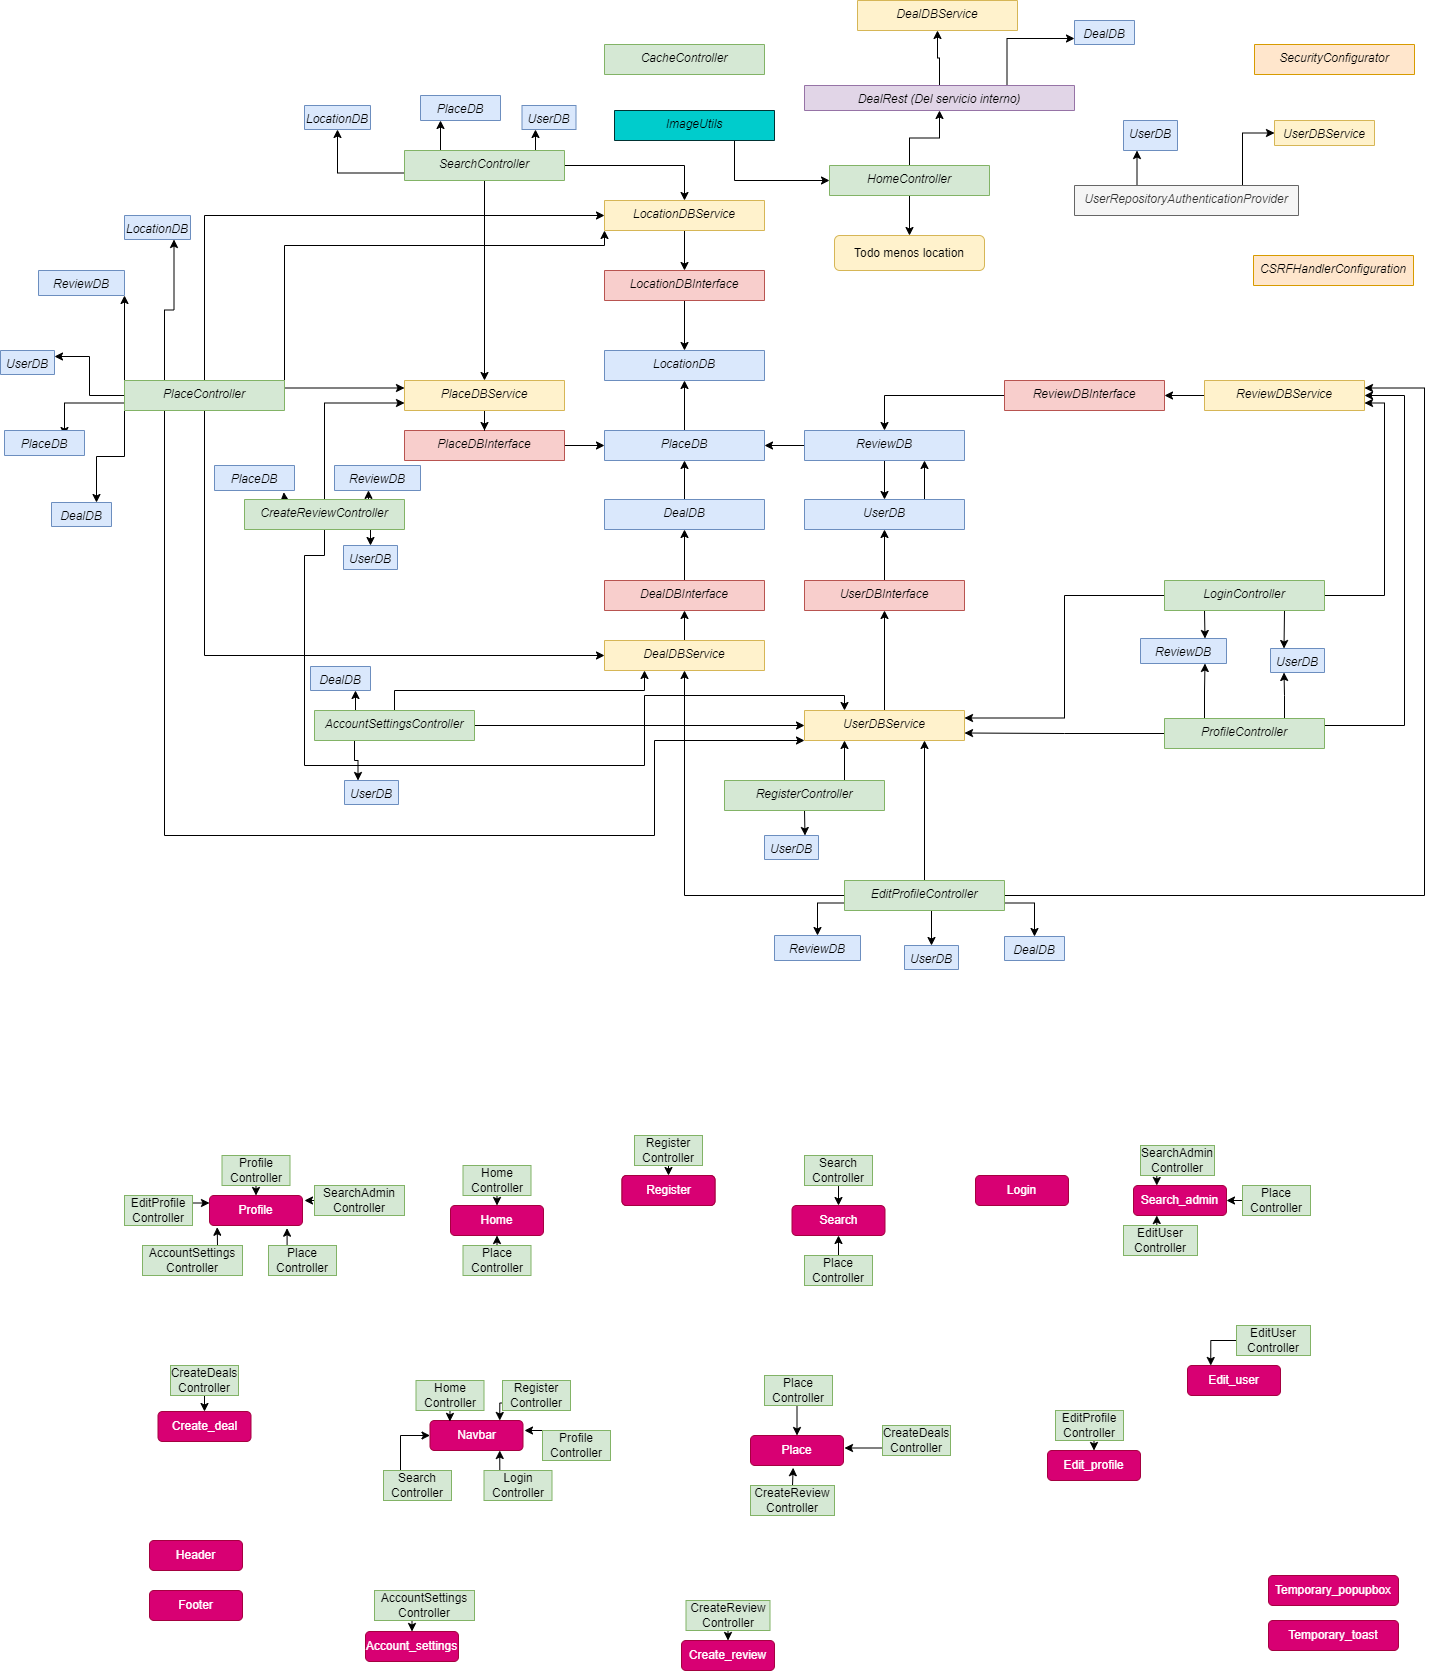 DealDBService
DealDB
CacheController
SecurityConfigurator
DealRest (Del servicio interno)
LocationDB
PlaceDB
UserDB
ImageUtils
UserDB
UserDBService
SearchController
HomeController
UserRepositoryAuthenticationProvider
LocationDB
LocationDBService
Todo menos location
ReviewDB
LocationDBInterface
CSRFHandlerConfiguration
UserDB
LocationDB
PlaceController
PlaceDBService
ReviewDBInterface
ReviewDBService
PlaceDB
PlaceDBInterface
PlaceDB
ReviewDB
PlaceDB
ReviewDB
DealDB
CreateReviewController
DealDB
UserDB
UserDB
DealDBInterface
UserDBInterface
LoginController
DealDBService
ReviewDB
UserDB
DealDB
AccountSettingsController
UserDBService
ProfileController
UserDB
RegisterController
UserDB
EditProfileController
ReviewDB
UserDB
DealDB
Profile
Controller
EditProfile
Controller
Profile
SearchAdmin
Controller
AccountSettings
Controller
Place
Controller
Home
Controller
Home
Place
Controller
Register
Controller
Register
Search
Controller
Search
Place
Controller
Login
SearchAdmin
Controller
Search_admin
Place
Controller
EditUser
Controller
EditUser
Controller
Edit_user
CreateDeals
Controller
Create_deal
Home
Controller
Register
Controller
Navbar
Profile
Controller
Search
Controller
Login
Controller
Place
Controller
Place
CreateDeals
Controller
CreateReview
Controller
EditProfile
Controller
Edit_profile
Header
Footer
AccountSettings
Controller
Account_settings
CreateReview
Controller
Create_review
Temporary_popupbox
Temporary_toast